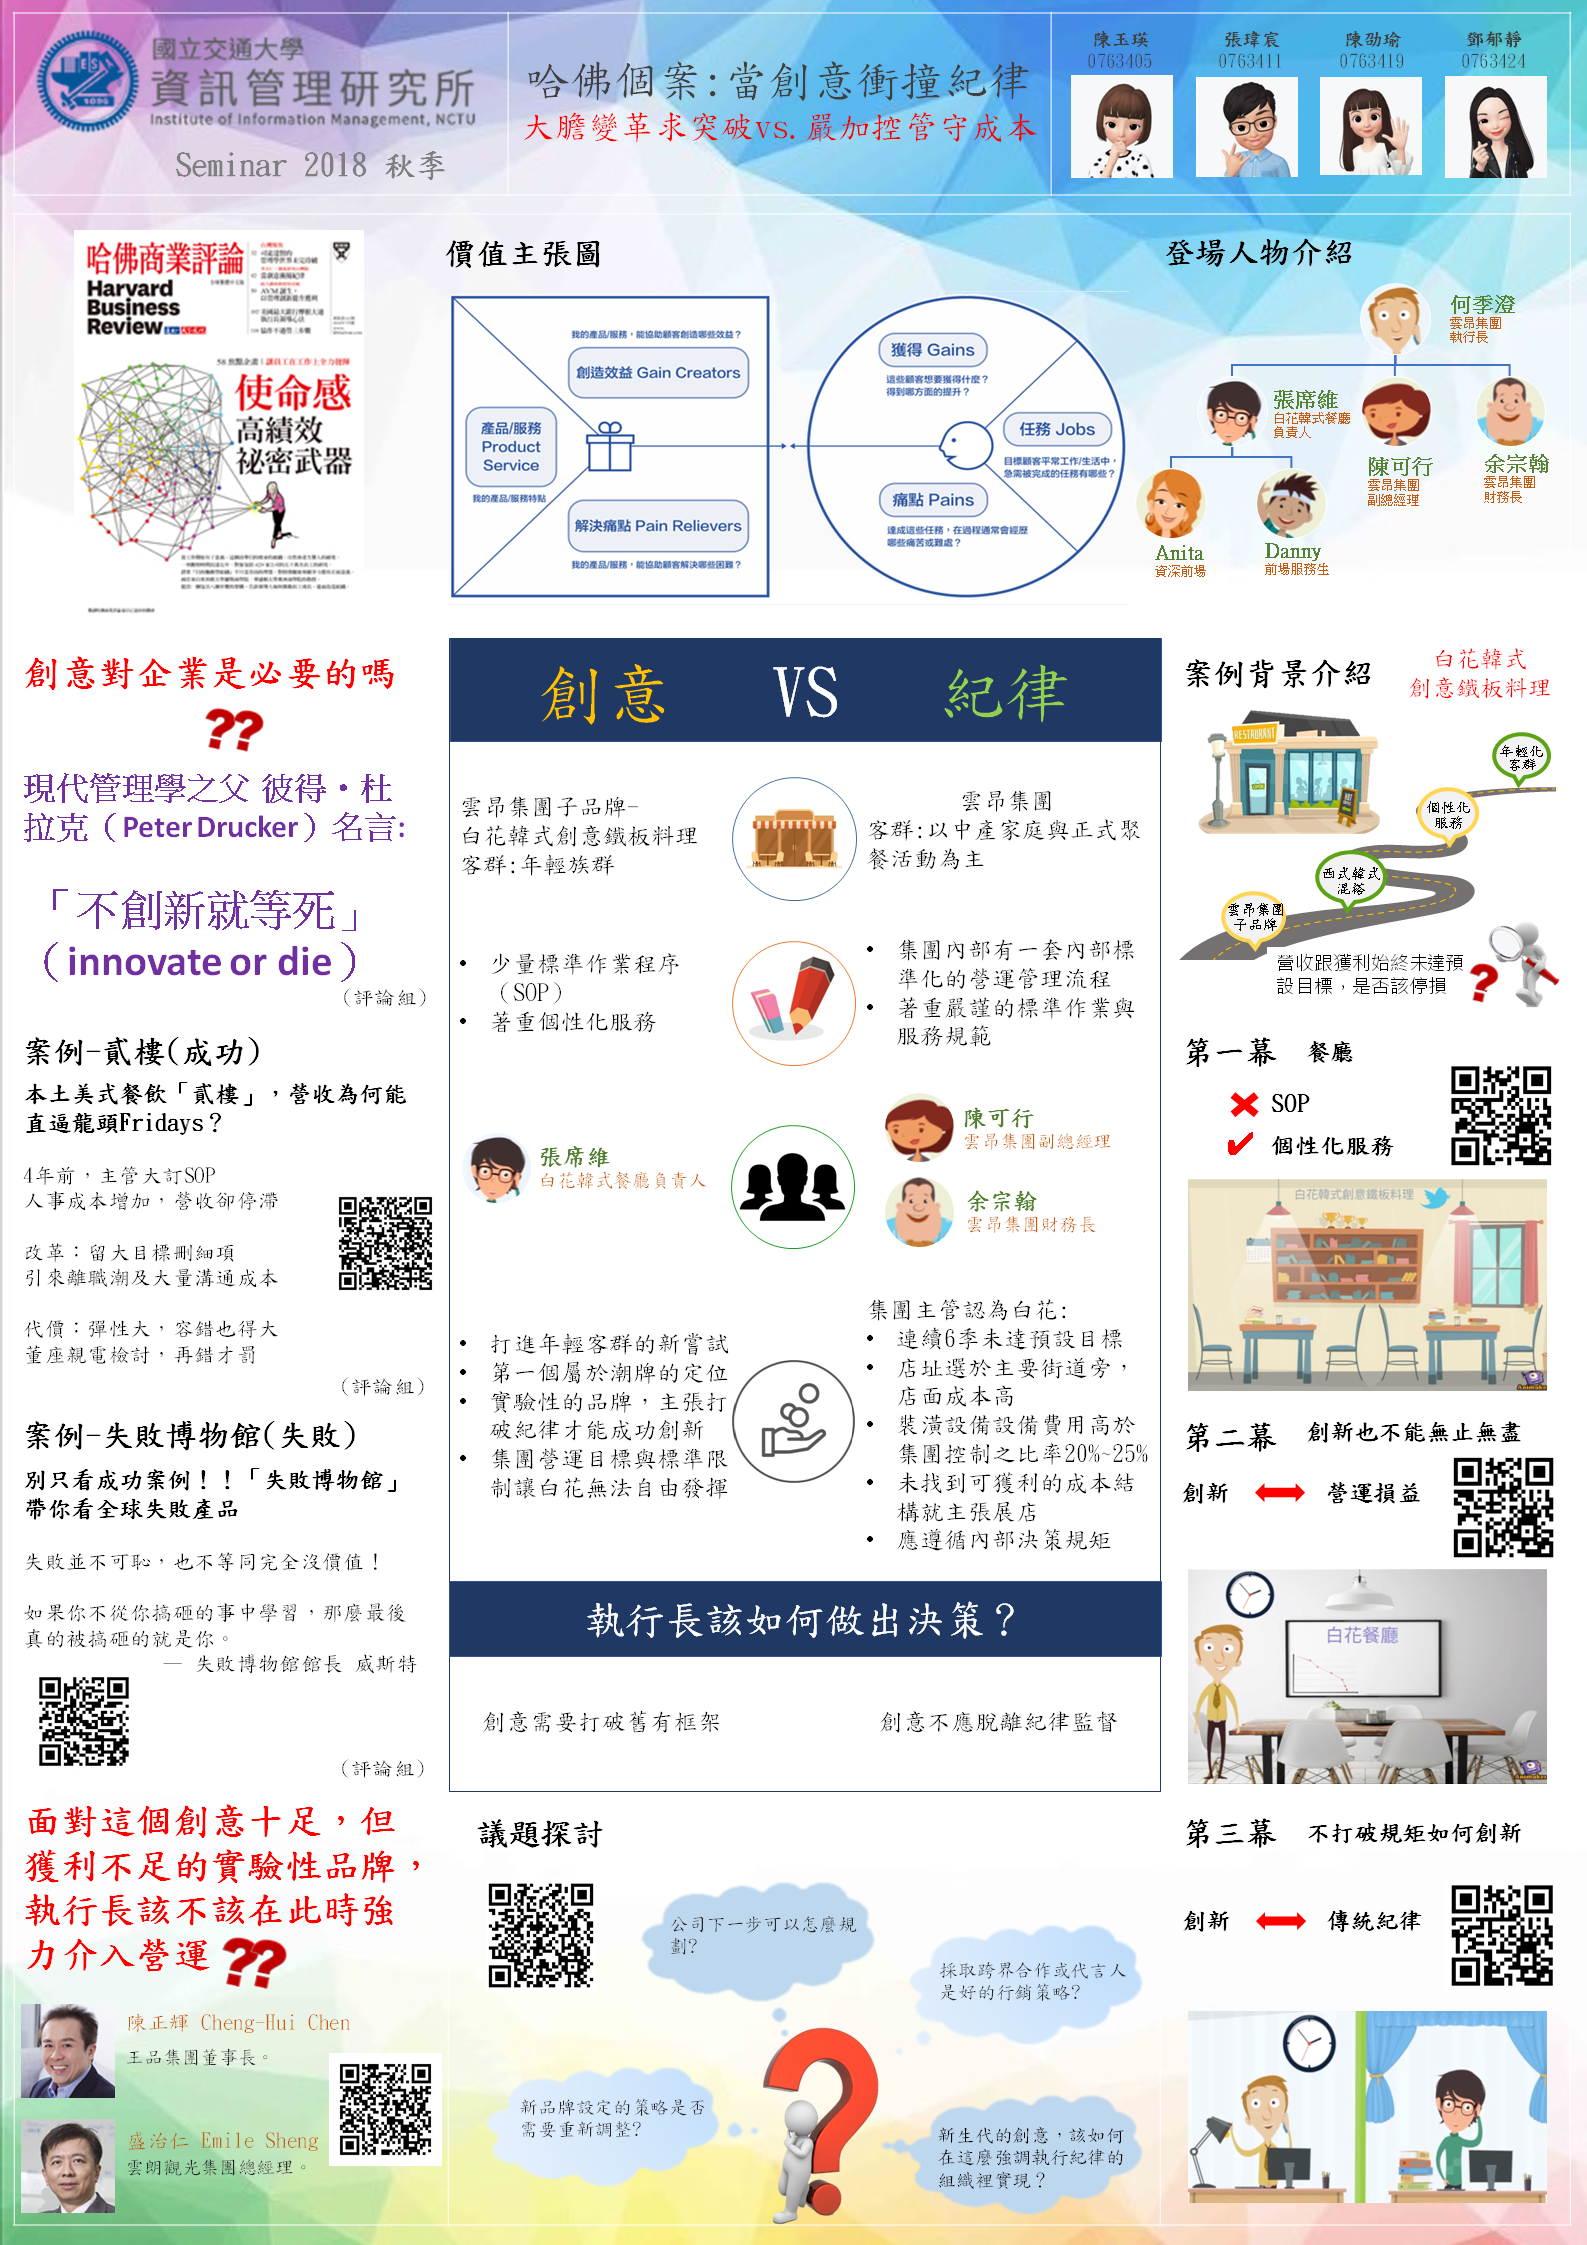 國立交通大學
資訊管理研究所
Institute of Information Management, NCTU
Seminar 2018 秋季
哈佛個案:當創意衝撞紀律
大膽變革求突破vs.嚴加控管守成本
陳玉瑛
0763405
張瑋宸
0763411
陳劭瑜
0763419
鄧郁靜
0763424
哈佛商業評論
Harvard
Business
Review
使命感
高績效
祕密武器
價值主張圖
我的產品/服務，能協助顧客創造哪些效益？
創造效益 Gain Creators
產品/服務
Product
Service
我的產品/服務特點
解決痛點 Pain Relievers
我的產品/服務，能協助顧客解決哪些困難？
獲得 Gains
這些顧客想要獲得什麼？
得到哪方面的提升？
任務 Jobs
目標顧客平常工作/生活中，
急需被完成的任務有哪些？
痛點 Pains
達成這些任務，在過程通常會經歷
哪些痛苦或難處？
登場人物介紹
何季澄
雲昂集團
執行長
張席維
白花韓式餐廳
負責人
陳可行
雲昂集團
副總經理
余宗翰
雲昂集團
財務長
Anita
資深前場
Danny
前場服務生
創意對企業是必要的嗎
??
現代管理學之父 彼得・杜
拉克（Peter Drucker）名言:
「不創新就等死」
（innovate or die）
（評論組）
案例-貳樓(成功)
本土美式餐飲「貳樓」，營收為何能
直逼龍頭Fridays？
4年前，主管大訂SOP
人事成本增加，營收卻停滯
改革：留大目標刪細項
引來離職潮及大量溝通成本
代價：彈性大，容錯也得大
董座親電檢討，再錯才罰
（評論組）
案例-失敗博物館(失敗)
別只看成功案例！！「失敗博物館」
帶你看全球失敗產品
失敗並不可恥，也不等同完全沒價值！
如果你不從你搞砸的事中學習，那麼最後
真的被搞砸的就是你。
— 失敗博物館館長 威斯特
（評論組）
面對這個創意十足，但
獲利不足的實驗性品牌，
執行長該不該在此時強
力介入營運??
陳正輝 Cheng-Hui Chen
王品集團董事長。
盛治仁 Emile Sheng
雲朗觀光集團總經理。
創意 VS 紀律
雲昂集團子品牌-
白花韓式創意鐵板料理
客群:年輕族群
雲昂集團
客群:以中產家庭與正式聚
餐活動為主
• 少量標準作業程序
（SOP）
• 著重個性化服務
• 集團內部有一套內部標
準化的營運管理流程
• 著重嚴謹的標準作業與
服務規範
張席維
白花韓式餐廳負責人
陳可行
雲昂集團副總經理
余宗翰
雲昂集團財務長
• 打進年輕客群的新嘗試
• 第一個屬於潮牌的定位
• 實驗性的品牌，主張打
破紀律才能成功創新
• 集團營運目標與標準限
制讓白花無法自由發揮
集團主管認為白花:
• 連續6季未達預設目標
• 店址選於主要街道旁，
店面成本高
• 裝潢設備設備費用高於
集團控制之比率20%~25%
• 未找到可獲利的成本結
構就主張展店
• 應遵循內部決策規矩
執行長該如何做出決策？
創意需要打破舊有框架
創意不應脫離紀律監督
議題探討
公司下一步可以怎麼規
劃?
採取跨界合作或代言人
是好的行銷策略?
新品牌設定的策略是否
需要重新調整?
新生代的創意，該如何
在這麼強調執行紀律的
組織裡實現？
案例背景介紹
白花韓式
創意鐵板料理
RESTAURANT
年輕化
客群
個性化
服務
西式韓式
混搭
雲昂集團
子品牌
營收跟獲利始終未達預
設目標，是否該停損
?
第一幕 餐廳
SOP
個性化服務
白花韓式創意鐵板料理
Animaker
第二幕 創新也不能無止無盡
創新 營運損益
白花餐廳
Animaker
第三幕 不打破規矩如何創新
創新 傳統紀律